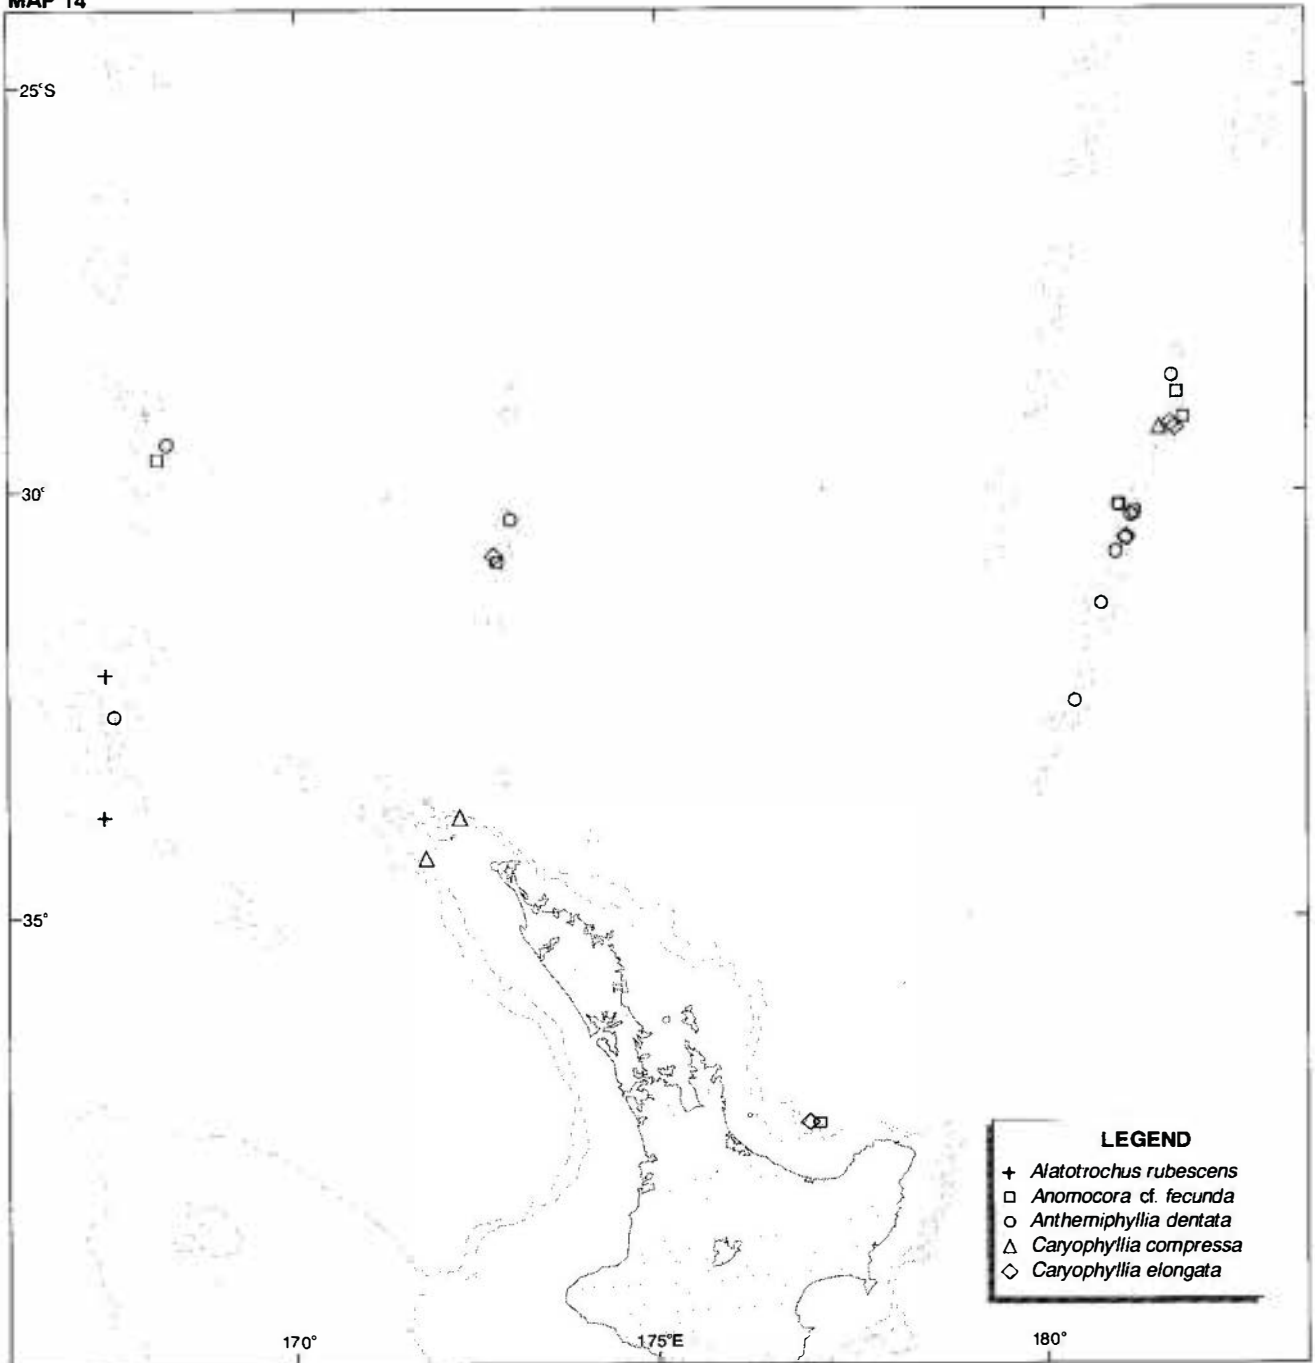 MAP 14
25°S
30°
35°
170°
175°E
180°
LEGEND
Alatotrochus rubescens
Anomocora cf. fecunda
Anthemiphyllia dentata
Caryophyllia compressa
Caryophyllia elongata